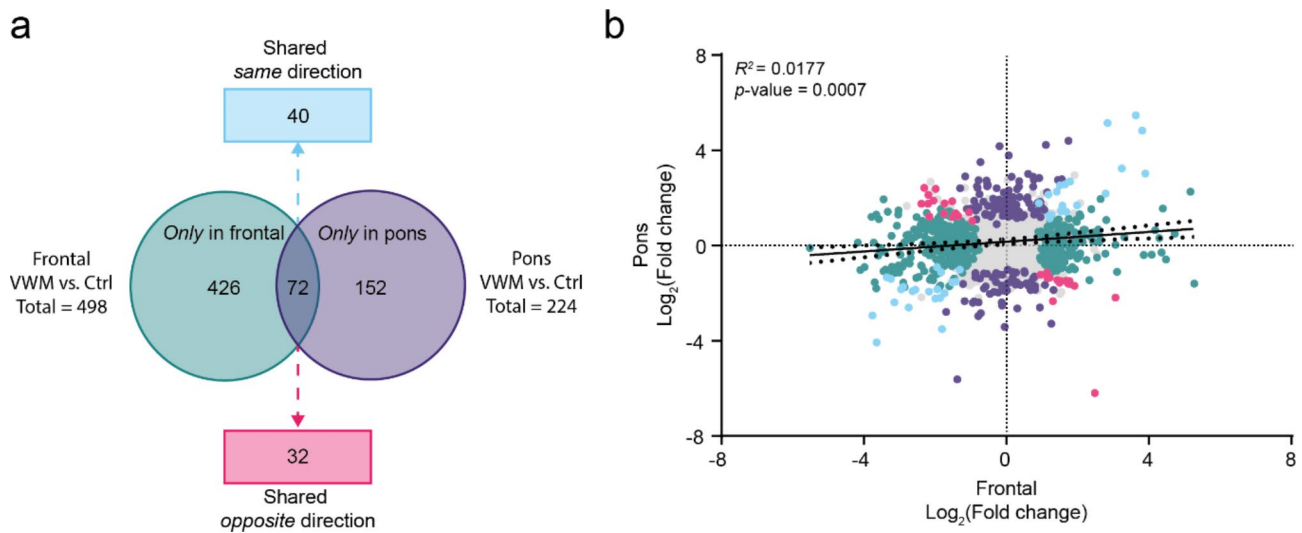 a
Shared
same direction
40
Only in frontal
Only in pons
Frontal
VWM vs. Ctrl
Total = 498
426
72
152
Pons
VWM vs. Ctrl
Total = 224
32
Shared
opposite direction
b
R² = 0.0177
p-value = 0.0007
8
4
0
-4
-8
Pons
Log₂(Fold change)
-8
-4
0
4
8
Frontal
Log₂(Fold change)